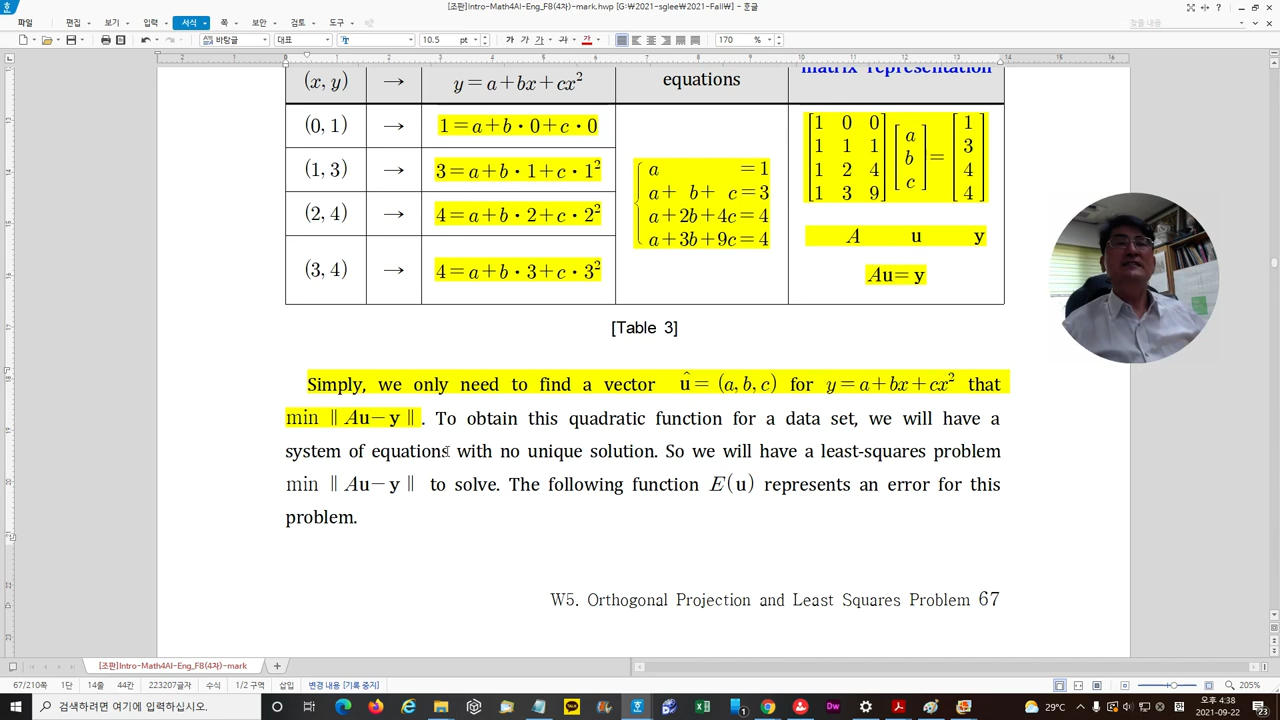 [조판]Intro-Math4AI-Eng_F8(4차)-mark.hwp [G:₩2021-sglee₩2021-Fall₩] - 한글
파일 편집 보기 입력 서식 쪽 보안 검토 도구
바탕글 대표 10.5 pt 가 가 가 가 가 170 %
(x, y) → y = a+bx+cx² equations matrix representation
(0, 1) → 1 = a+b·0+c·0
(1, 3) → 3 = a+b·1+c·1²
(2, 4) → 4 = a+b·2+c·2²
(3, 4) → 4 = a+b·3+c·3²
a = 1
a+ b+ c = 3
a+2b+4c = 4
a+3b+9c = 4
[1 0 0] [a] [1]
[1 1 1] [b] = [3]
[1 2 4] [c] [4]
[1 3 9] [4]
A u y
Au = y
[Table 3]
Simply, we only need to find a vector û = (a, b, c) for y = a+bx+cx² that
min ‖Au−y‖. To obtain this quadratic function for a data set, we will have a
system of equations with no unique solution. So we will have a least-squares problem
min ‖Au−y‖ to solve. The following function E(u) represents an error for this
problem.
W5. Orthogonal Projection and Least Squares Problem 67
[조판]Intro-Math4AI-Eng_F8(4차)-mark
67/210쪽 1단 14줄 44칸 223207글자 수식 1/2 구역 삽입 변경 내용 [기록 중지] 205%
검색하려면 여기에 입력하십시오. 29°C 오후 4:38
2021-09-22